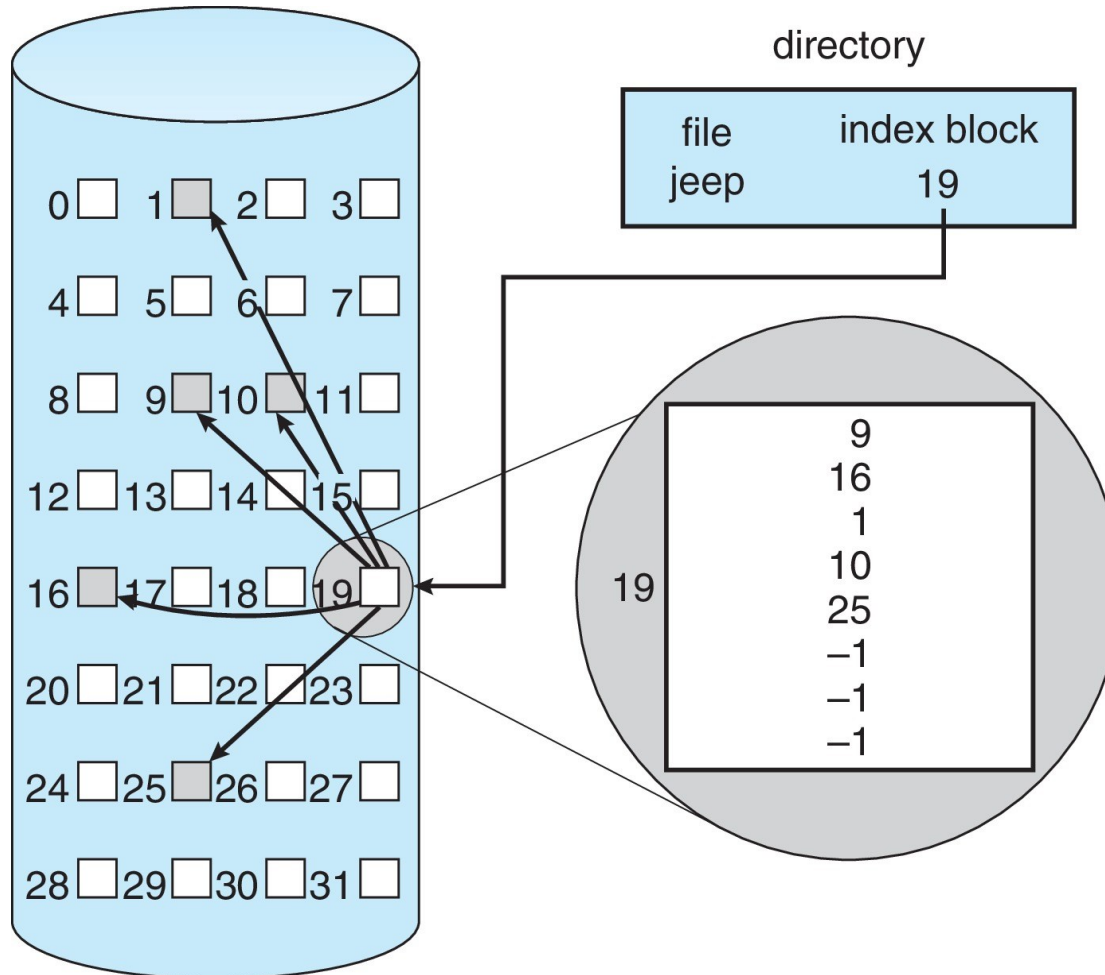 directory
file index block
jeep 19
0 1 2 3
4 5 6 7
8 9 10 11
12 13 14 15
16 17 18 19
20 21 22 23
24 25 26 27
28 29 30 31
19
9
16
1
10
25
–1
–1
–1